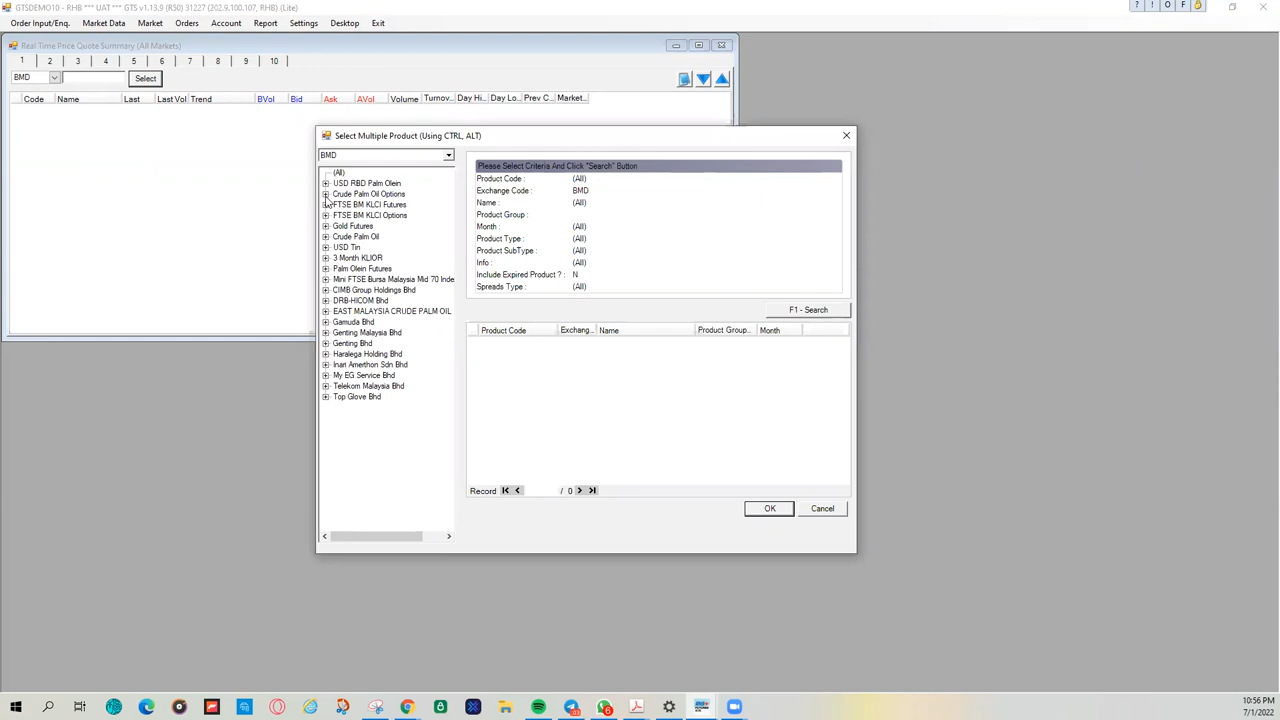 GTSDEMO10 - RHB *** UAT *** GTS v1.13.9 (R50) 31227 (202.9.100.107, RHB) (Lite)
Order Input/Enq. Market Data Market Orders Account Report Settings Desktop Exit
Real Time Price Quote Summary (All Markets)
1 2 3 4 5 6 7 8 9 10
BMD Select
Code Name Last Last Vol Trend BVol Bid Ask AVol Volume Turnov... Day Hi... Day Lo... Prev C... Market...
Select Multiple Product (Using CTRL, ALT)
BMD
(All)
USD RBD Palm Olein
Crude Palm Oil Options
FTSE BM KLCI Futures
FTSE BM KLCI Options
Gold Futures
Crude Palm Oil
USD Tin
3 Month KLIOR
Palm Olein Futures
Mini FTSE Bursa Malaysia Mid 70 Inde
CIMB Group Holdings Bhd
DRB-HICOM Bhd
EAST MALAYSIA CRUDE PALM OIL
Gamuda Bhd
Genting Malaysia Bhd
Genting Bhd
Haralega Holding Bhd
Inari Amerthon Sdn Bhd
My EG Service Bhd
Telekom Malaysia Bhd
Top Glove Bhd
Please Select Criteria And Click "Search" Button
Product Code : (All)
Exchange Code : BMD
Name : (All)
Product Group :
Month : (All)
Product Type : (All)
Product SubType : (All)
Info : (All)
Include Expired Product ? : N
Spreads Type : (All)
F1 - Search
Product Code Exchang... Name Product Group... Month
Record / 0
OK Cancel
10:56 PM
7/1/2022